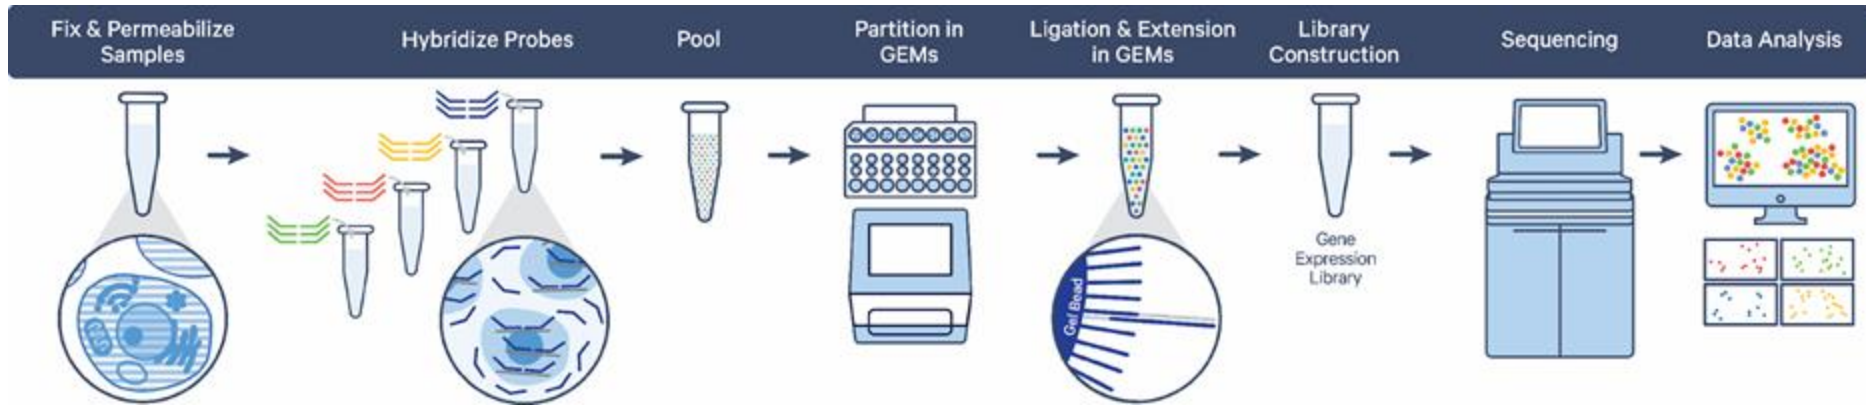 Fix & Permeabilize
Samples
Hybridize Probes
Pool
Partition in
GEMs
Ligation & Extension
in GEMs
Library
Construction
Sequencing
Data Analysis
Gel Bead
Gene
Expression
Library